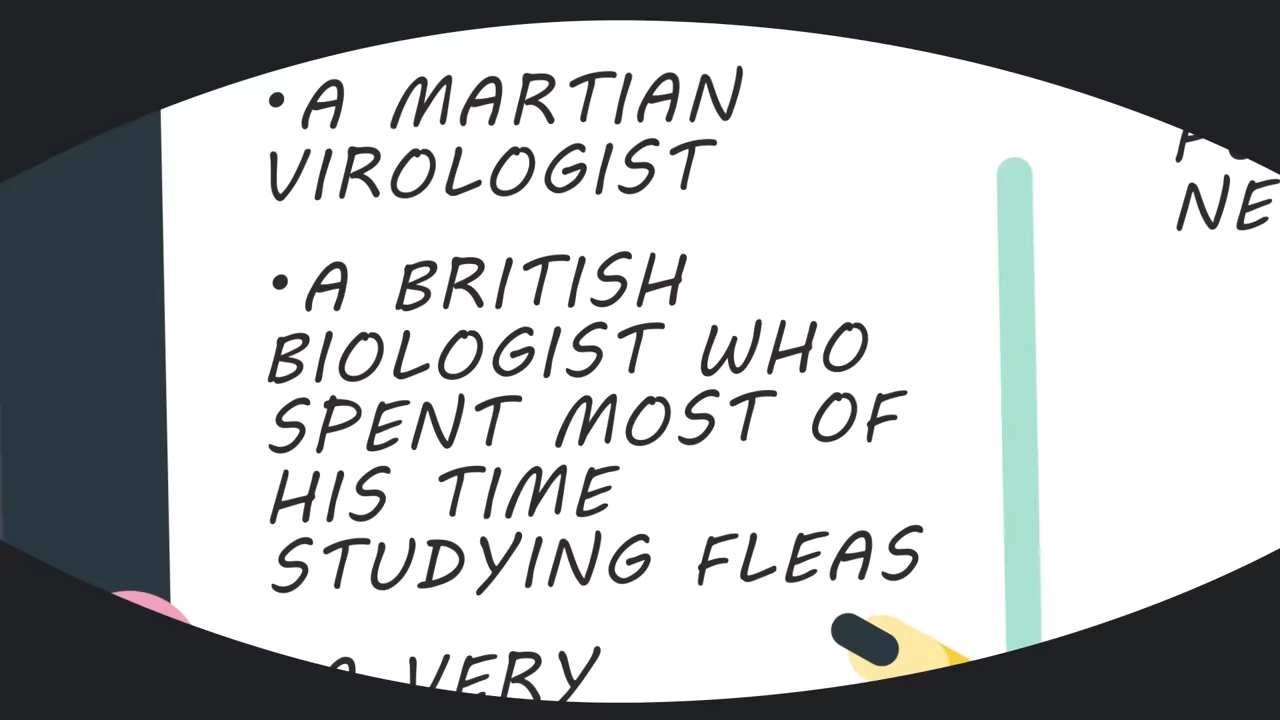 •A MARTIAN
VIROLOGIST
•A BRITISH
BIOLOGIST WHO
SPENT MOST OF
HIS TIME
STUDYING FLEAS
A VERY
NE